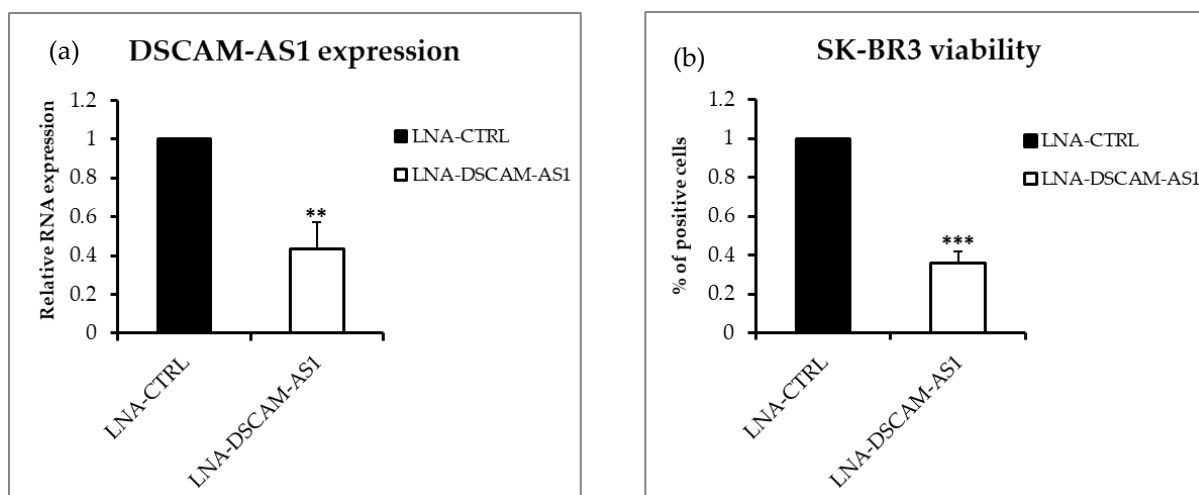 (a)
DSCAM-AS1 expression
Relative RNA expression
1.2
1
0.8
0.6
0.4
0.2
0
**
LNA-CTRL
LNA-DSCAM-AS1
LNA-CTRL
LNA-DSCAM-AS1
(b)
SK-BR3 viability
% of positive cells
1.2
1
0.8
0.6
0.4
0.2
0
***
LNA-CTRL
LNA-DSCAM-AS1
LNA-CTRL
LNA-DSCAM-AS1